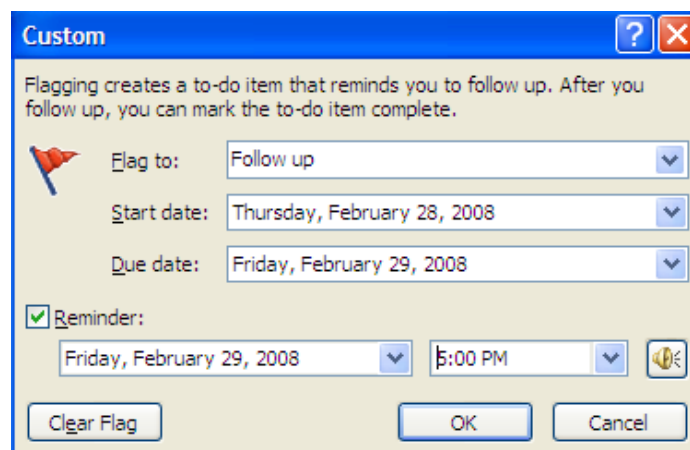 Custom
Flagging creates a to-do item that reminds you to follow up. After you
follow up, you can mark the to-do item complete.
Flag to: Follow up
Start date: Thursday, February 28, 2008
Due date: Friday, February 29, 2008
Reminder:
Friday, February 29, 2008 5:00 PM
Clear Flag OK Cancel